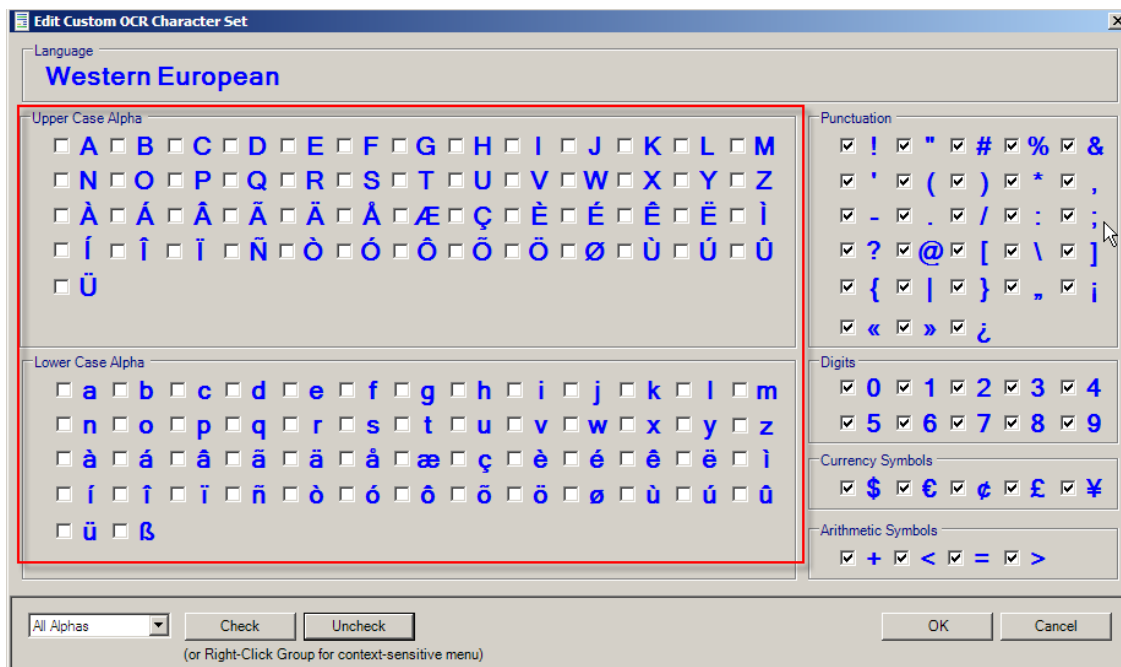 Edit Custom OCR Character Set
Language
Western European
Upper Case Alpha
A B C D E F G H I J K L M
N O P Q R S T U V W X Y Z
À Á Â Ã Ä Å Æ Ç È É Ê Ë Ì
Í Î Ï Ñ Ò Ó Ô Õ Ö Ø Ù Ú Û
Ü
Lower Case Alpha
a b c d e f g h i j k l m
n o p q r s t u v w x y z
à á â ã ä å æ ç è é ê ë ì
í î ï ñ ò ó ô õ ö ø ù ú û
ü ß
Punctuation
! " # % &
' ( ) * ,
- . / : ;
? @ [ \ ]
{ | } „ ¡
« » ¿
Digits
0 1 2 3 4
5 6 7 8 9
Currency Symbols
$ € ¢ £ ¥
Arithmetic Symbols
+ < = >
All Alphas
Check
Uncheck
OK
Cancel
(or Right-Click Group for context-sensitive menu)